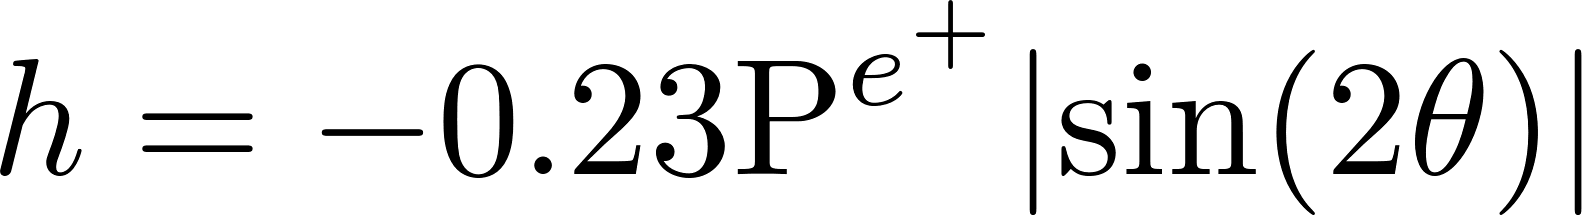 h = −0.23P^{e^+} |sin(2θ)|